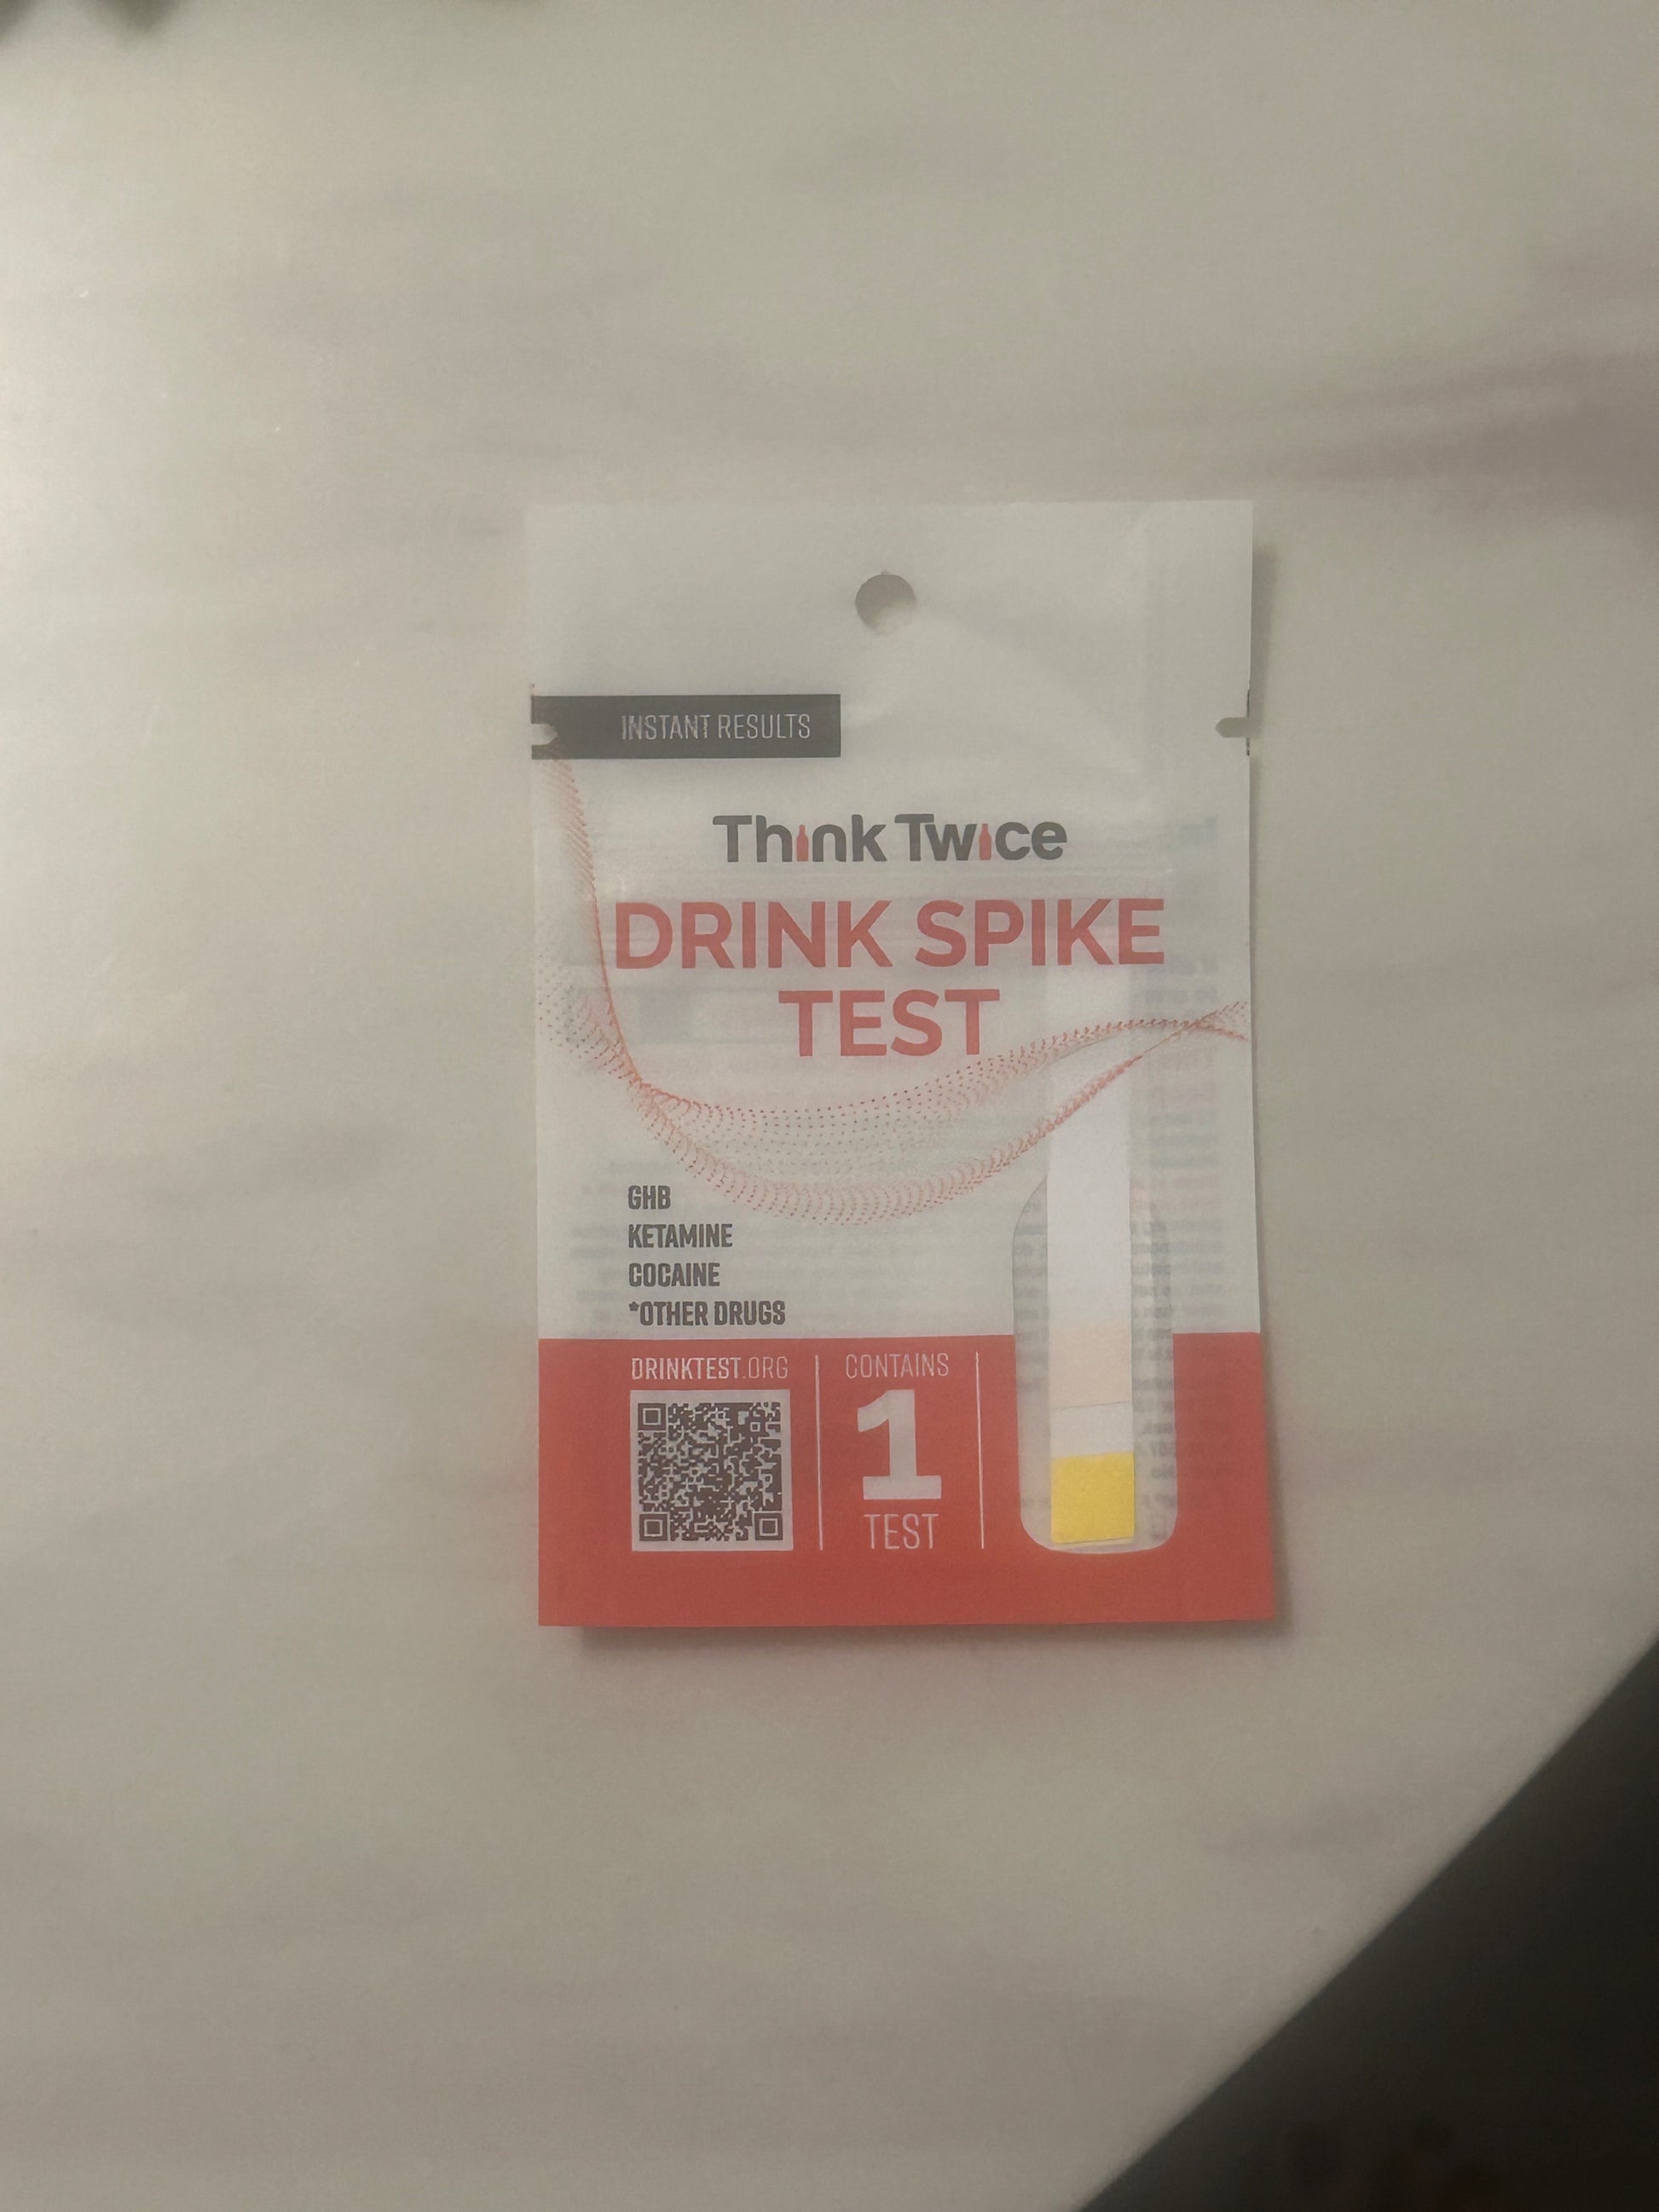 INSTANT RESULTS
Think Twice
DRINK SPIKE
TEST
GHB
KETAMINE
COCAINE
*OTHER DRUGS
DRINKTEST.ORG
CONTAINS
1
TEST